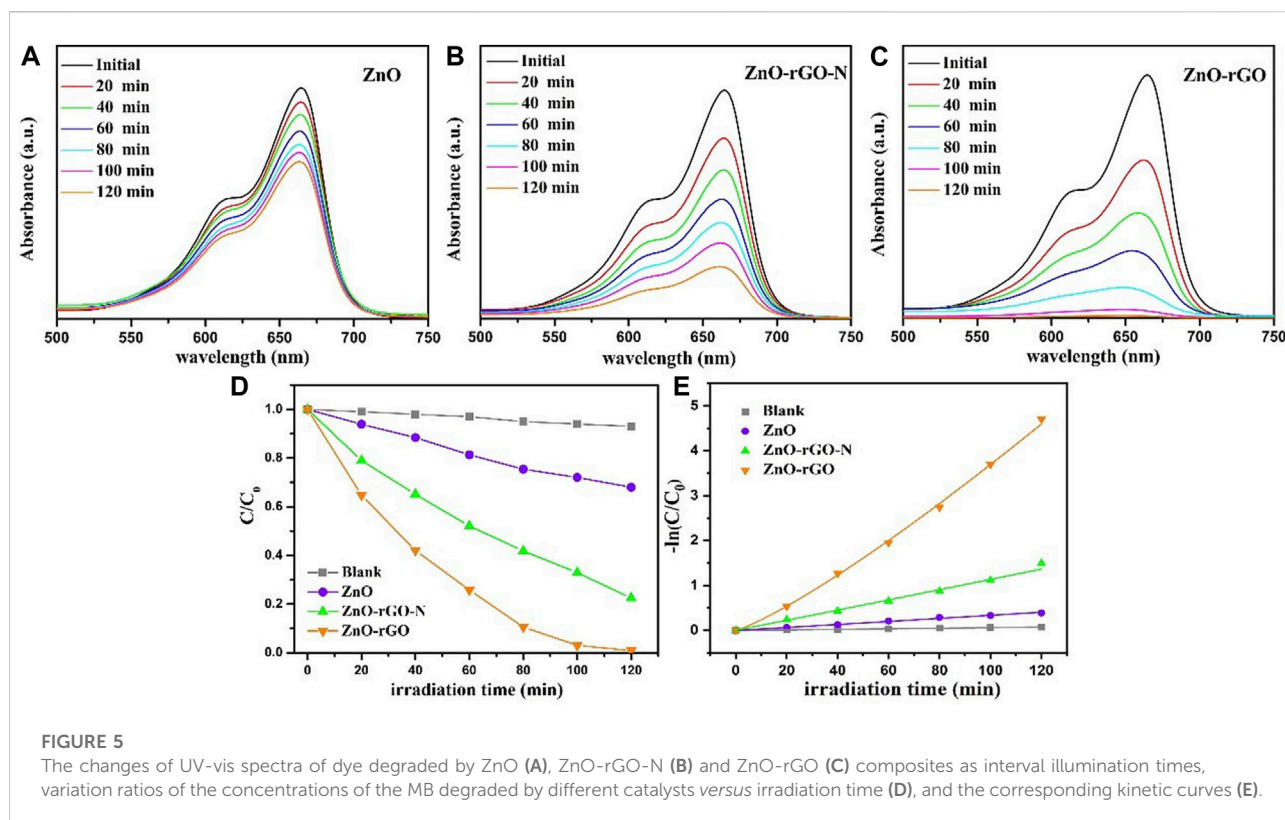 A
Initial
20 min
40 min
60 min
80 min
100 min
120 min
ZnO
Absorbance (a.u.)
500 550 600 650 700 750
wavelength (nm)
B
Initial
20 min
40 min
60 min
80 min
100 min
120 min
ZnO-rGO-N
Absorbance (a.u.)
500 550 600 650 700 750
wavelength (nm)
C
Initial
20 min
40 min
60 min
80 min
100 min
120 min
ZnO-rGO
Absorbance (a.u.)
500 550 600 650 700 750
wavelength (nm)
D
1.0
0.8
0.6
0.4
0.2
0.0
C/C0
Blank
ZnO
ZnO-rGO-N
ZnO-rGO
0 20 40 60 80 100 120
irradiation time (min)
E
5
4
3
2
1
0
-ln(C/C0)
Blank
ZnO
ZnO-rGO-N
ZnO-rGO
0 20 40 60 80 100 120
irradiation time (min)
FIGURE 5
The changes of UV-vis spectra of dye degraded by ZnO (A), ZnO-rGO-N (B) and ZnO-rGO (C) composites as interval illumination times,
variation ratios of the concentrations of the MB degraded by different catalysts versus irradiation time (D), and the corresponding kinetic curves (E).